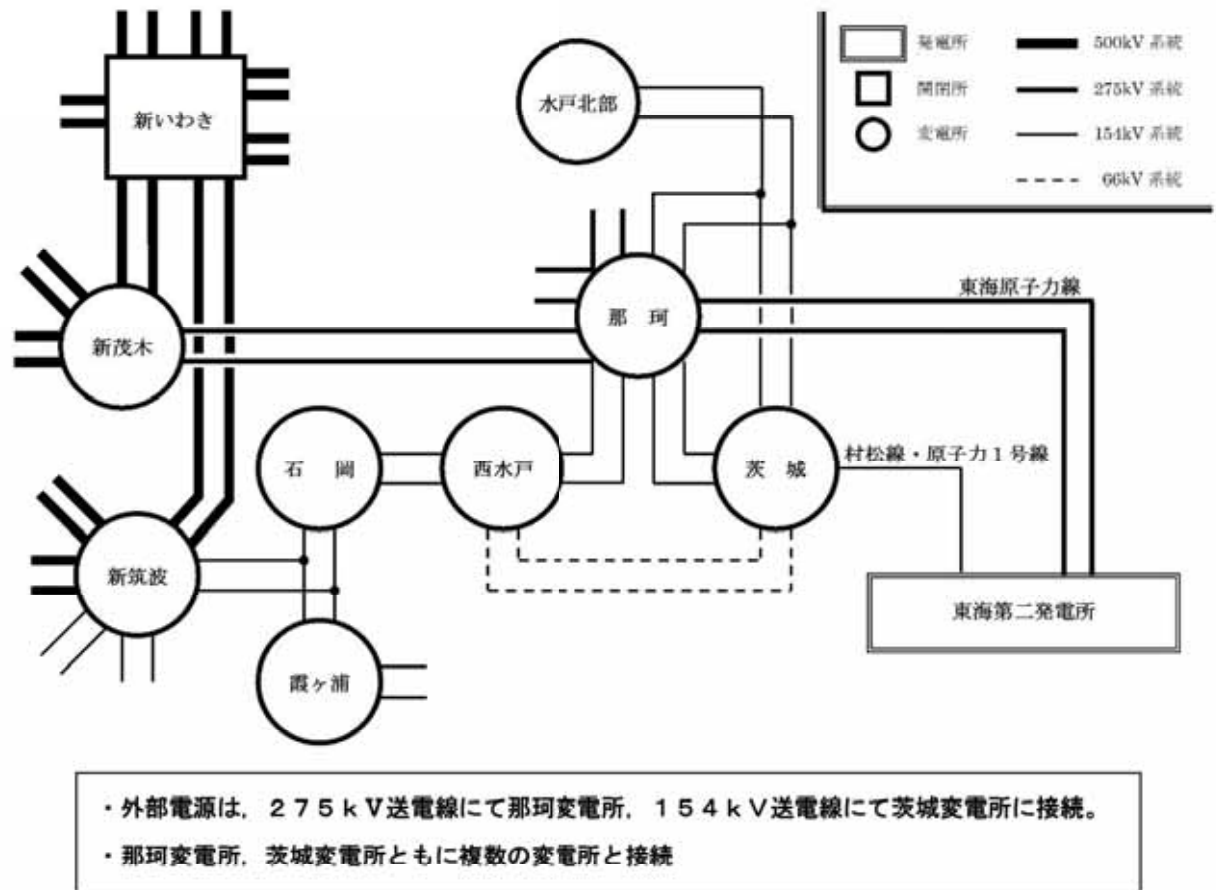 新いわき
水戸北部
発電所
500kV 系統
開閉所
275kV 系統
変電所
154kV 系統
66kV 系統
東海原子力線
那 珂
新茂木
石 岡
西水戸
茨 城
村松線・原子力1号線
新筑波
東海第二発電所
霞ヶ浦
・外部電源は，275kV送電線にて那珂変電所，154kV送電線にて茨城変電所に接続。
・那珂変電所，茨城変電所ともに複数の変電所と接続